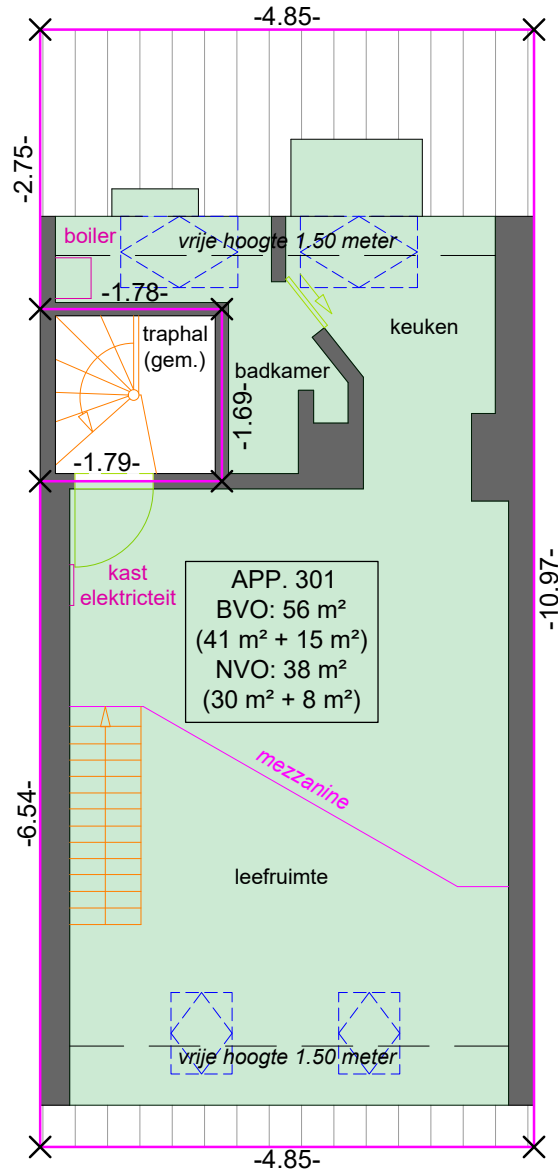 -4.85-
-2.75-
boiler
vrije hoogte 1.50 meter
-1.78-
traphal
(gem.)
keuken
badkamer
-1.69-
-1.79-
kast
elektricteit
APP. 301
BVO: 56 m²
(41 m² + 15 m²)
NVO: 38 m²
(30 m² + 8 m²)
-10.97-
mezzanine
-6.54-
leefruimte
vrije hoogte 1.50 meter
-4.85-